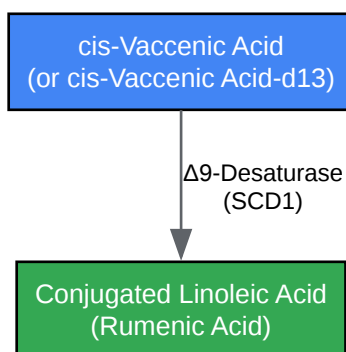 cis-Vaccenic Acid
(or cis-Vaccenic Acid-d13)
Δ9-Desaturase
(SCD1)
Conjugated Linoleic Acid
(Rumenic Acid)